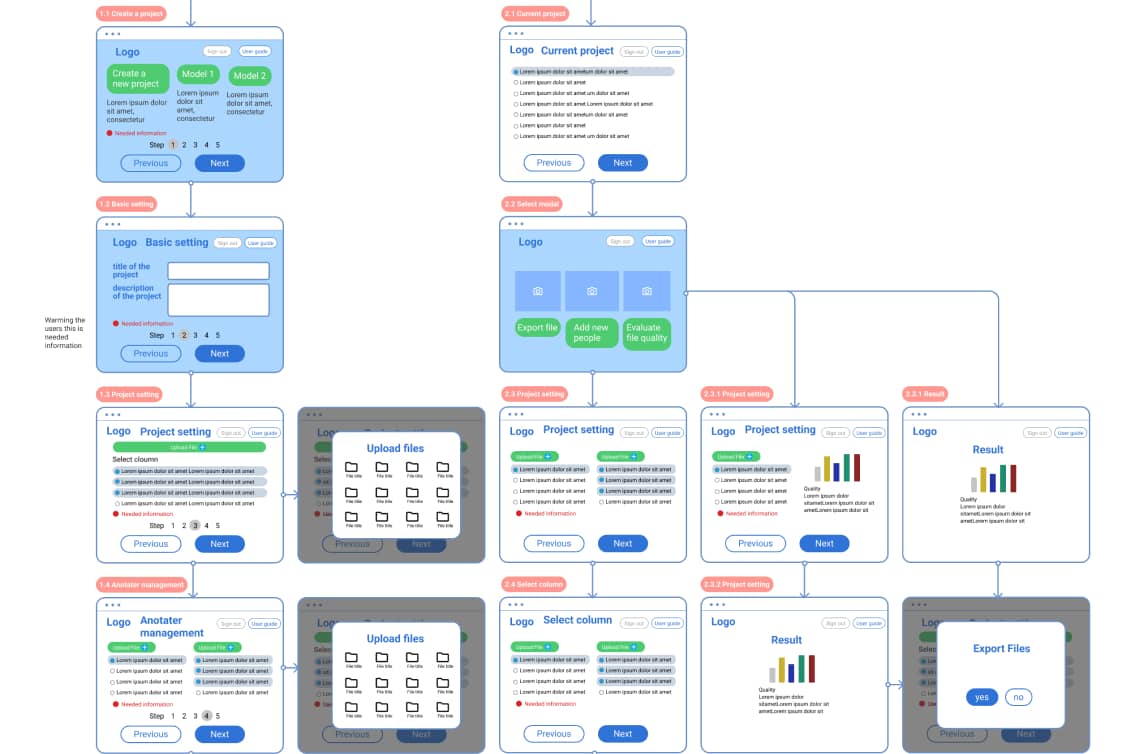 1.1 Create a project
Logo
Sign out
User guide
Create a
new project
Model 1
Model 2
Lorem ipsum dolor
sit amet,
consectetur
Lorem ipsum
dolor sit
amet,
consectetur
Lorem ipsum
dolor sit amet,
consectetur
Needed information
Step 1 2 3 4 5
Previous
Next
2.1 Current project
Logo
Current project
Sign out
User guide
Lorem ipsum dolor sit ametum dolor sit amet
Lorem ipsum dolor sit amet
Lorem ipsum dolor sit amet um dolor sit amet
Lorem ipsum dolor sit amet Lorem ipsum dolor sit amet
Lorem ipsum dolor sit ametum dolor sit amet
Lorem ipsum dolor sit amet
Lorem ipsum dolor sit amet um dolor sit amet
Previous
Next
1.2 Basic setting
Logo
Basic setting
Sign out
User guide
title of the
project
description
of the project
Needed information
Step 1 2 3 4 5
Previous
Next
Warming the
users this is
needed
information
2.2 Select modal
Logo
Sign out
User guide
Export file
Add new
people
Evaluate
file quality
1.3 Project setting
Logo
Project setting
Sign out
User guide
Upload File +
Select cloumn
Lorem ipsum dolor sit amet Lorem ipsum dolor sit amet
Lorem ipsum dolor sit amet Lorem ipsum dolor sit amet
Lorem ipsum dolor sit amet Lorem ipsum dolor sit amet
Lorem ipsum dolor sit amet Lorem ipsum dolor sit amet
Needed information
Step 1 2 3 4 5
Previous
Next
Upload files
File title File title File title File title
File title File title File title File title
File title File title File title File title
Previous
Next
2.3 Project setting
Logo
Project setting
Sign out
User guide
Upload File +
Upload File +
Lorem ipsum dolor sit amet
Lorem ipsum dolor sit amet
Lorem ipsum dolor sit amet
Lorem ipsum dolor sit amet
Lorem ipsum dolor sit amet
Lorem ipsum dolor sit amet
Lorem ipsum dolor sit amet
Lorem ipsum dolor sit amet
Needed information
Previous
Next
2.3.1 Project setting
Logo
Project setting
Sign out
User guide
Upload File +
Lorem ipsum dolor sit amet
Lorem ipsum dolor sit amet
Lorem ipsum dolor sit amet
Lorem ipsum dolor sit amet
Needed information
Quality
Lorem ipsum dolor
sitametLorem ipsum dolor sit
ametLorem ipsum dolor sit
Previous
Next
3.3.1 Result
Logo
Sign out
User guide
Result
Quality
Lorem ipsum dolor
sitametLorem ipsum dolor sit
ametLorem ipsum dolor sit
1.4 Anotater management
Logo
Anotater
management
Sign out
User guide
Upload File +
Upload File +
Lorem ipsum dolor sit amet
Lorem ipsum dolor sit amet
Lorem ipsum dolor sit amet
Lorem ipsum dolor sit amet
Lorem ipsum dolor sit amet
Lorem ipsum dolor sit amet
Lorem ipsum dolor sit amet
Lorem ipsum dolor sit amet
Needed information
Step 1 2 3 4 5
Previous
Next
Upload files
File title File title File title File title
File title File title File title File title
File title File title File title File title
Previous
Next
2.4 Select column
Logo
Select column
Sign out
User guide
Upload File +
Upload File +
Lorem ipsum dolor sit amet
Lorem ipsum dolor sit amet
Lorem ipsum dolor sit amet
Lorem ipsum dolor sit amet
Lorem ipsum dolor sit amet
Lorem ipsum dolor sit amet
Lorem ipsum dolor sit amet
Lorem ipsum dolor sit amet
Needed information
Previous
Next
2.3.2 Project setting
Logo
Sign out
User guide
Result
Quality
Lorem ipsum dolor
sitametLorem ipsum dolor sit
ametLorem ipsum dolor sit
Export Files
yes
no
Previous
Next